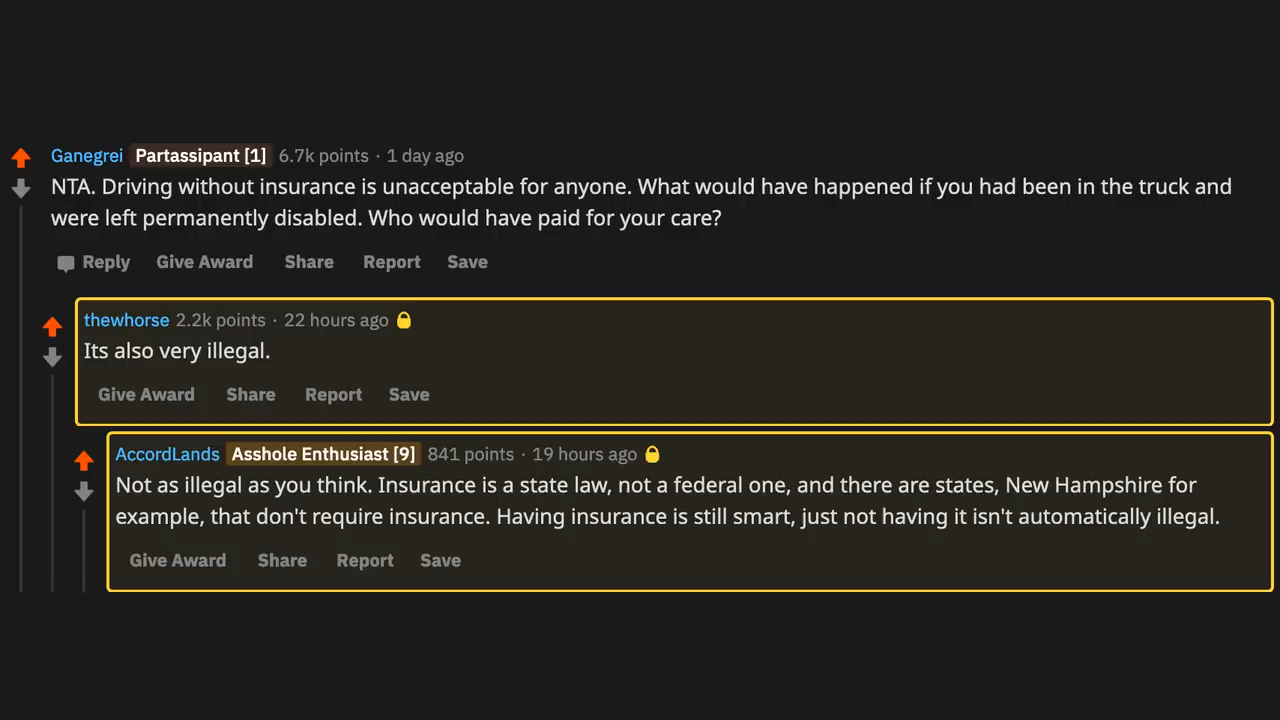 Ganegrei Partassipant [1] 6.7k points · 1 day ago
NTA. Driving without insurance is unacceptable for anyone. What would have happened if you had been in the truck and
were left permanently disabled. Who would have paid for your care?
Reply Give Award Share Report Save
thewhorse 2.2k points · 22 hours ago
Its also very illegal.
Give Award Share Report Save
AccordLands Asshole Enthusiast [9] 841 points · 19 hours ago
Not as illegal as you think. Insurance is a state law, not a federal one, and there are states, New Hampshire for
example, that don't require insurance. Having insurance is still smart, just not having it isn't automatically illegal.
Give Award Share Report Save